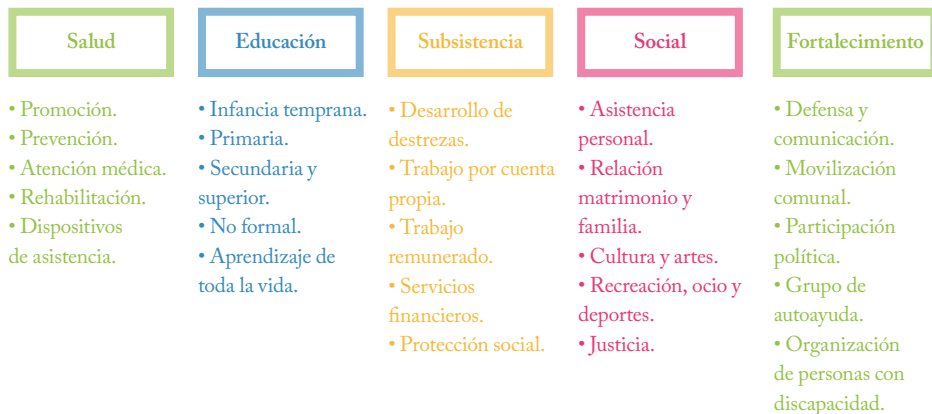 Salud
• Promoción.
• Prevención.
• Atención médica.
• Rehabilitación.
• Dispositivos
de asistencia.
Educación
• Infancia temprana.
• Primaria.
• Secundaria y
superior.
• No formal.
• Aprendizaje de
toda la vida.
Subsistencia
• Desarrollo de
destrezas.
• Trabajo por cuenta
propia.
• Trabajo
remunerado.
• Servicios
financieros.
• Protección social.
Social
• Asistencia
personal.
• Relación
matrimonio y
familia.
• Cultura y artes.
• Recreación, ocio y
deportes.
• Justicia.
Fortalecimiento
• Defensa y
comunicación.
• Movilización
comunal.
• Participación
política.
• Grupo de
autoayuda.
• Organización
de personas con
discapacidad.